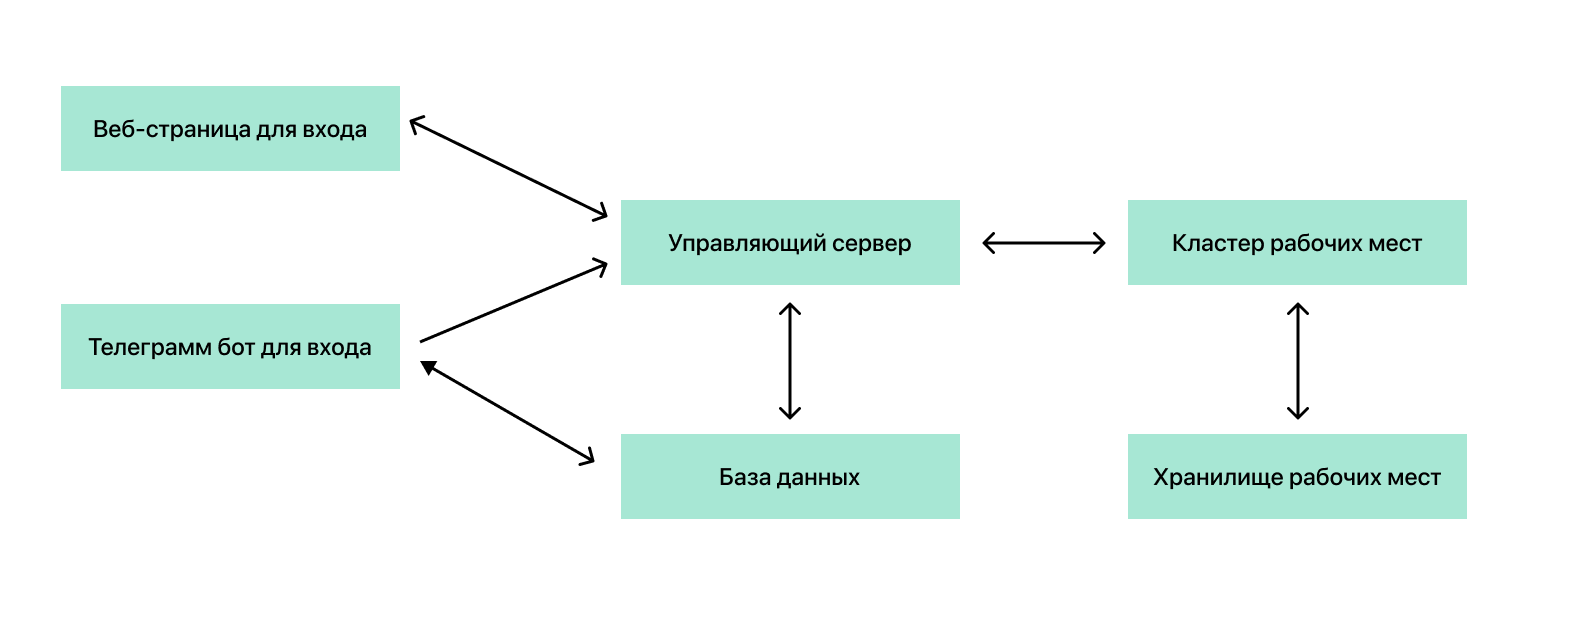 Веб-страница для входа
Управляющий сервер
Кластер рабочих мест
Телеграмм бот для входа
База данных
Хранилище рабочих мест